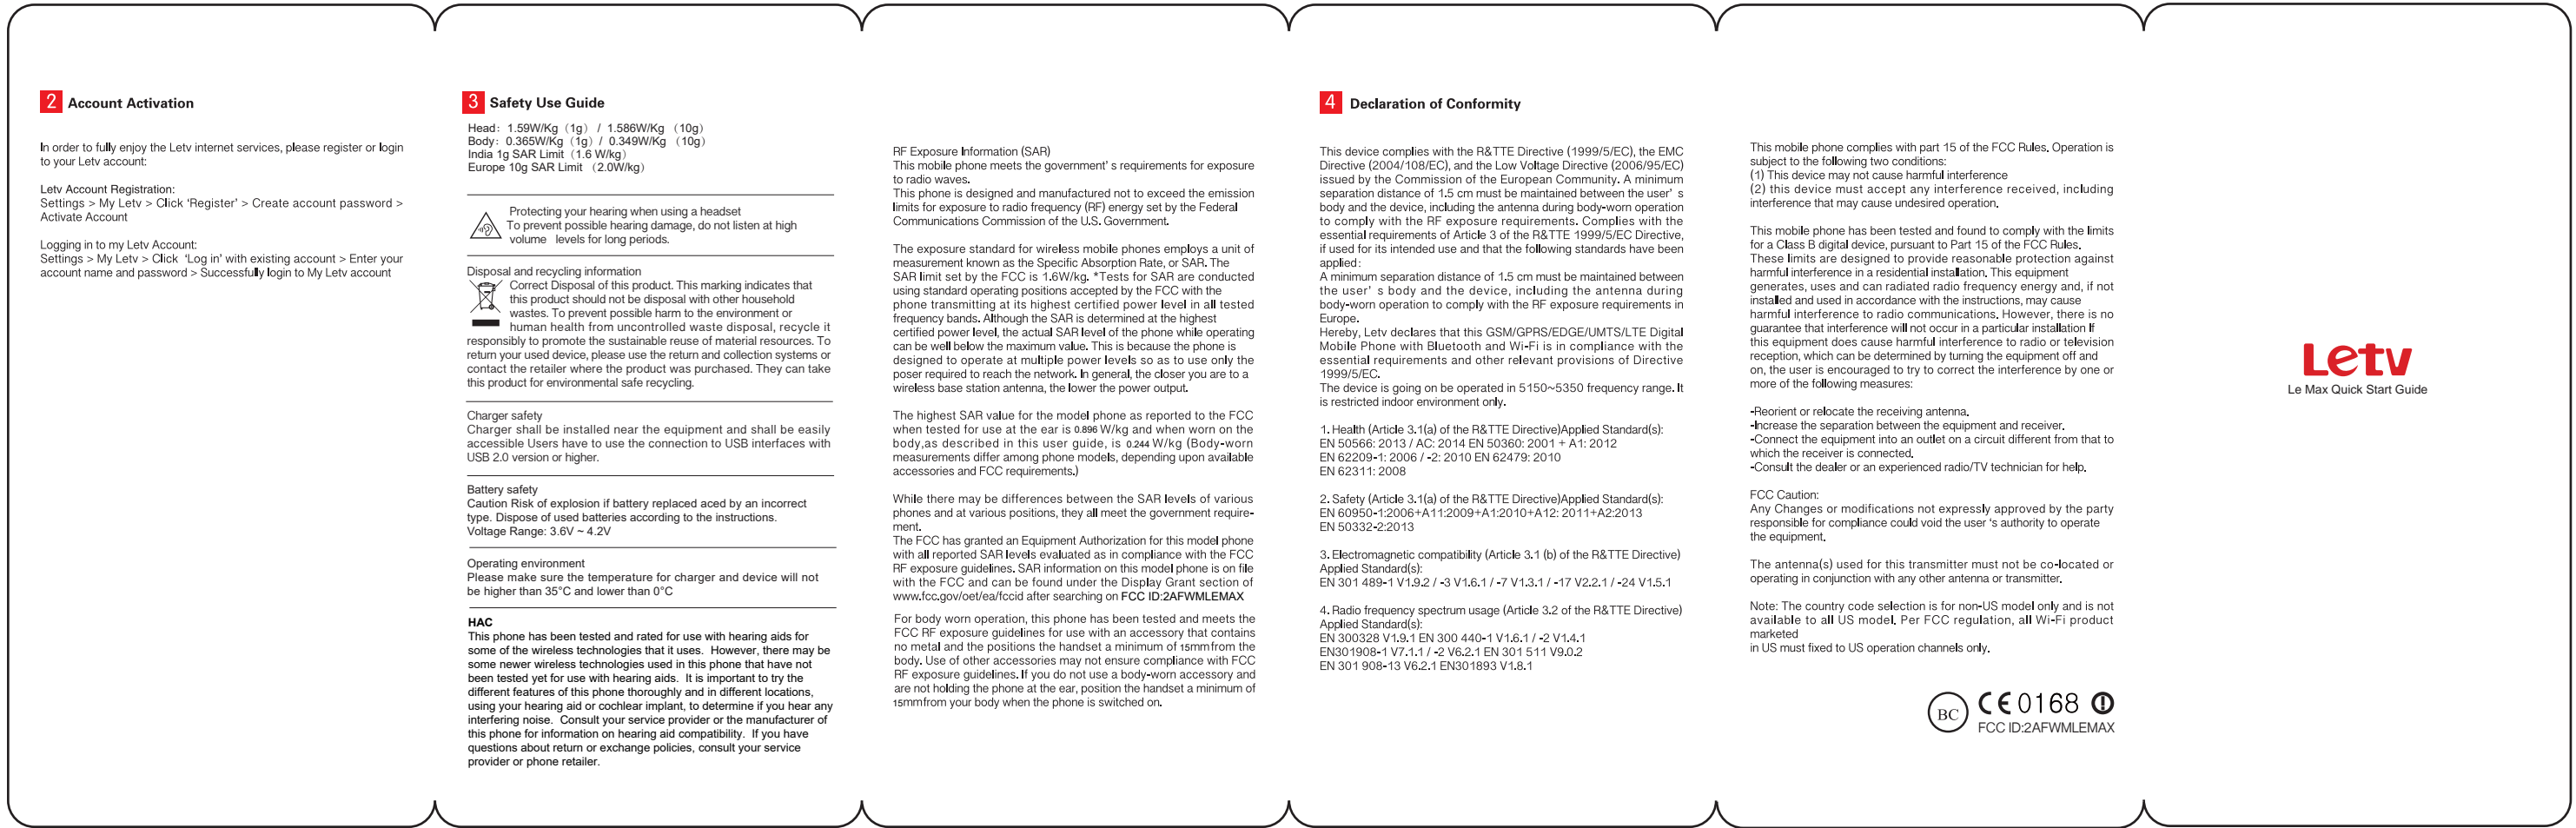 2 Account Activation
In order to fully enjoy the Letv internet services, please register or login
to your Letv account:
Letv Account Registration:
Settings > My Letv > Click ‘Register’ > Create account password >
Activate Account
Logging in to my Letv Account:
Settings > My Letv > Click ‘Log in’ with existing account > Enter your
account name and password > Successfully login to My Letv account
3 Safety Use Guide
Head: 1.59W/Kg (1g) / 1.586W/Kg (10g)
Body: 0.365W/Kg (1g) / 0.349W/Kg (10g)
India 1g SAR Limit (1.6 W/kg)
Europe 10g SAR Limit (2.0W/kg)
Protecting your hearing when using a headset
To prevent possible hearing damage, do not listen at high
volume levels for long periods.
Disposal and recycling information
Correct Disposal of this product. This marking indicates that
this product should not be disposal with other household
wastes. To prevent possible harm to the environment or
human health from uncontrolled waste disposal, recycle it
responsibly to promote the sustainable reuse of material resources. To
return your used device, please use the return and collection systems or
contact the retailer where the product was purchased. They can take
this product for environmental safe recycling.
Charger safety
Charger shall be installed near the equipment and shall be easily
accessible Users have to use the connection to USB interfaces with
USB 2.0 version or higher.
Battery safety
Caution Risk of explosion if battery replaced aced by an incorrect
type. Dispose of used batteries according to the instructions.
Voltage Range: 3.6V ~ 4.2V
Operating environment
Please make sure the temperature for charger and device will not
be higher than 35°C and lower than 0°C
HAC
This phone has been tested and rated for use with hearing aids for
some of the wireless technologies that it uses. However, there may be
some newer wireless technologies used in this phone that have not
been tested yet for use with hearing aids. It is important to try the
different features of this phone thoroughly and in different locations,
using your hearing aid or cochlear implant, to determine if you hear any
interfering noise. Consult your service provider or the manufacturer of
this phone for information on hearing aid compatibility. If you have
questions about return or exchange policies, consult your service
provider or phone retailer.
RF Exposure Information (SAR)
This mobile phone meets the government’ s requirements for exposure
to radio waves.
This phone is designed and manufactured not to exceed the emission
limits for exposure to radio frequency (RF) energy set by the Federal
Communications Commission of the U.S. Government.
The exposure standard for wireless mobile phones employs a unit of
measurement known as the Specific Absorption Rate, or SAR. The
SAR limit set by the FCC is 1.6W/kg. *Tests for SAR are conducted
using standard operating positions accepted by the FCC with the
phone transmitting at its highest certified power level in all tested
frequency bands. Although the SAR is determined at the highest
certified power level, the actual SAR level of the phone while operating
can be well below the maximum value. This is because the phone is
designed to operate at multiple power levels so as to use only the
poser required to reach the network. In general, the closer you are to a
wireless base station antenna, the lower the power output.
The highest SAR value for the model phone as reported to the FCC
when tested for use at the ear is 0.896 W/kg and when worn on the
body,as described in this user guide, is 0.244 W/kg (Body-worn
measurements differ among phone models, depending upon available
accessories and FCC requirements.)
While there may be differences between the SAR levels of various
phones and at various positions, they all meet the government require-
ment.
The FCC has granted an Equipment Authorization for this model phone
with all reported SAR levels evaluated as in compliance with the FCC
RF exposure guidelines. SAR information on this model phone is on file
with the FCC and can be found under the Display Grant section of
www.fcc.gov/oet/ea/fccid after searching on FCC ID:2AFWMLEMAX
For body worn operation, this phone has been tested and meets the
FCC RF exposure guidelines for use with an accessory that contains
no metal and the positions the handset a minimum of 15mmfrom the
body. Use of other accessories may not ensure compliance with FCC
RF exposure guidelines. If you do not use a body-worn accessory and
are not holding the phone at the ear, position the handset a minimum of
15mmfrom your body when the phone is switched on.
4 Declaration of Conformity
This device complies with the R&TTE Directive (1999/5/EC), the EMC
Directive (2004/108/EC), and the Low Voltage Directive (2006/95/EC)
issued by the Commission of the European Community. A minimum
separation distance of 1.5 cm must be maintained between the user’ s
body and the device, including the antenna during body-worn operation
to comply with the RF exposure requirements. Complies with the
essential requirements of Article 3 of the R&TTE 1999/5/EC Directive,
if used for its intended use and that the following standards have been
applied:
A minimum separation distance of 1.5 cm must be maintained between
the user’ s body and the device, including the antenna during
body-worn operation to comply with the RF exposure requirements in
Europe.
Hereby, Letv declares that this GSM/GPRS/EDGE/UMTS/LTE Digital
Mobile Phone with Bluetooth and Wi-Fi is in compliance with the
essential requirements and other relevant provisions of Directive
1999/5/EC.
The device is going on be operated in 5150~5350 frequency range. It
is restricted indoor environment only.
1. Health (Article 3.1(a) of the R&TTE Directive)Applied Standard(s):
EN 50566: 2013 / AC: 2014 EN 50360: 2001 + A1: 2012
EN 62209-1: 2006 / -2: 2010 EN 62479: 2010
EN 62311: 2008
2. Safety (Article 3.1(a) of the R&TTE Directive)Applied Standard(s):
EN 60950-1:2006+A11:2009+A1:2010+A12: 2011+A2:2013
EN 50332-2:2013
3. Electromagnetic compatibility (Article 3.1 (b) of the R&TTE Directive)
Applied Standard(s):
EN 301 489-1 V1.9.2 / -3 V1.6.1 / -7 V1.3.1 / -17 V2.2.1 / -24 V1.5.1
4. Radio frequency spectrum usage (Article 3.2 of the R&TTE Directive)
Applied Standard(s):
EN 300328 V1.9.1 EN 300 440-1 V1.6.1 / -2 V1.4.1
EN301908-1 V7.1.1 / -2 V6.2.1 EN 301 511 V9.0.2
EN 301 908-13 V6.2.1 EN301893 V1.8.1
This mobile phone complies with part 15 of the FCC Rules. Operation is
subject to the following two conditions:
(1) This device may not cause harmful interference
(2) this device must accept any interference received, including
interference that may cause undesired operation.
This mobile phone has been tested and found to comply with the limits
for a Class B digital device, pursuant to Part 15 of the FCC Rules.
These limits are designed to provide reasonable protection against
harmful interference in a residential installation. This equipment
generates, uses and can radiated radio frequency energy and, if not
installed and used in accordance with the instructions, may cause
harmful interference to radio communications. However, there is no
guarantee that interference will not occur in a particular installation If
this equipment does cause harmful interference to radio or television
reception, which can be determined by turning the equipment off and
on, the user is encouraged to try to correct the interference by one or
more of the following measures:
-Reorient or relocate the receiving antenna.
-Increase the separation between the equipment and receiver.
-Connect the equipment into an outlet on a circuit different from that to
which the receiver is connected.
-Consult the dealer or an experienced radio/TV technician for help.
FCC Caution:
Any Changes or modifications not expressly approved by the party
responsible for compliance could void the user ‘s authority to operate
the equipment.
The antenna(s) used for this transmitter must not be co-located or
operating in conjunction with any other antenna or transmitter.
Note: The country code selection is for non-US model only and is not
available to all US model. Per FCC regulation, all Wi-Fi product
marketed
in US must fixed to US operation channels only.
BC CE0168
FCC ID:2AFWMLEMAX
Letv
Le Max Quick Start Guide